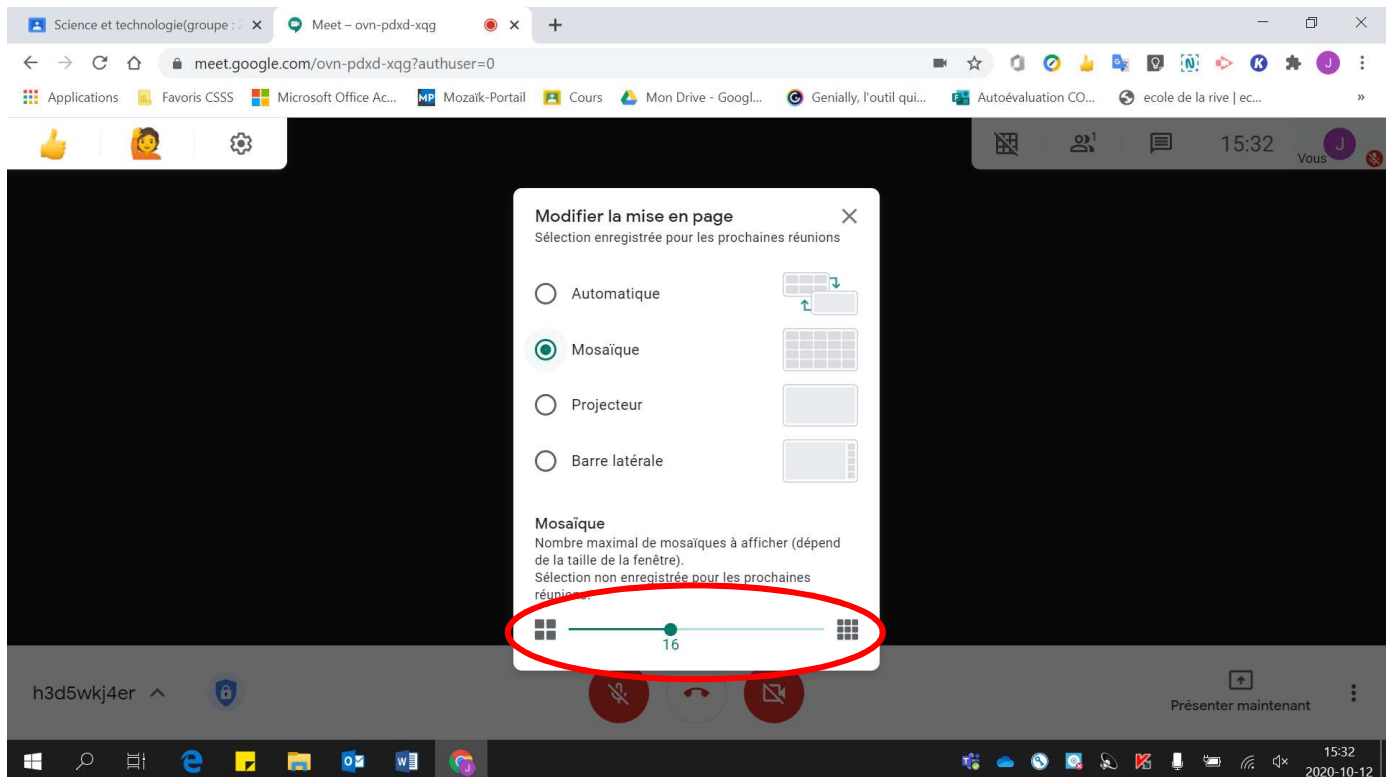 Science et technologie(groupe : 2
Meet – ovn-pdxd-xqg
meet.google.com/ovn-pdxd-xqg?authuser=0
Applications
Favoris CSSS
Microsoft Office Ac...
MP Mozaïk-Portail
Cours
Mon Drive - Googl...
Genially, l'outil qui...
Autoévaluation CO...
ecole de la rive | ec...
»
1
15:32
Vous
J
Modifier la mise en page
Sélection enregistrée pour les prochaines réunions
Automatique
Mosaïque
Projecteur
Barre latérale
Mosaïque
Nombre maximal de mosaïques à afficher (dépend
de la taille de la fenêtre).
Sélection non enregistrée pour les prochaines
réunions.
16
h3d5wkj4er
Présenter maintenant
15:32
2020-10-12